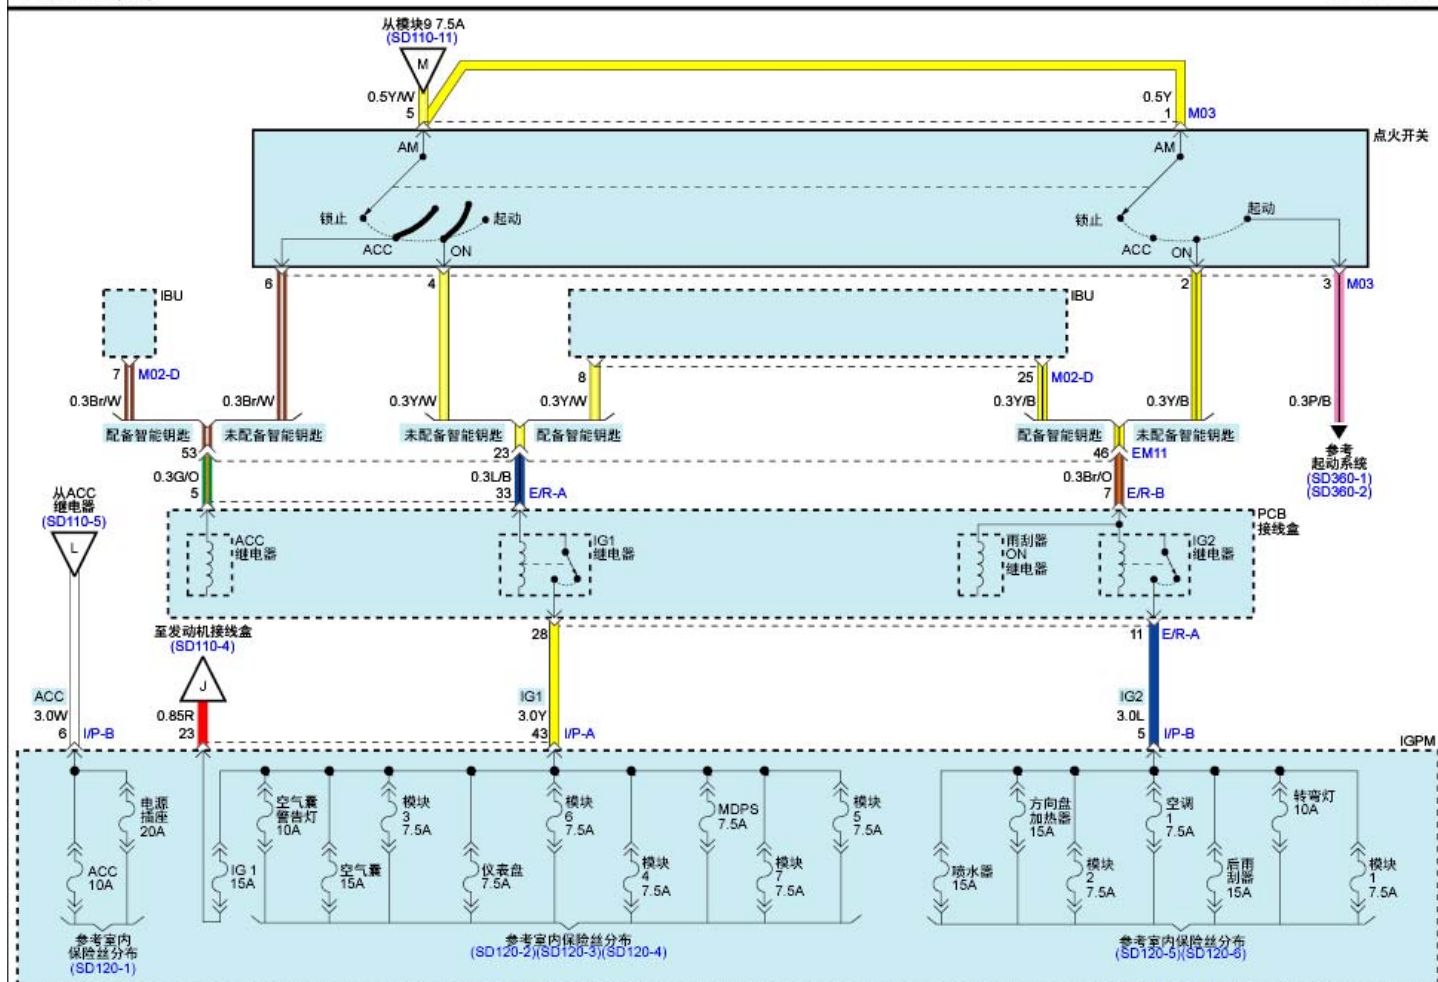 从模块9 7.5A
(SD110-11)
M
0.5Y/W
5
0.5Y
1
M03
点火开关
AM
AM
锁止
起动
ACC
ON
锁止
起动
ACC
ON
6
4
2
3
M03
IBU
IBU
7
M02-D
8
25
M02-D
0.3Br/W
0.3Br/W
0.3Y/W
0.3Y/W
0.3Y/B
0.3Y/B
0.3P/B
配备智能钥匙
未配备智能钥匙
未配备智能钥匙
配备智能钥匙
配备智能钥匙
未配备智能钥匙
53
23
46
EM11
参考
起动系统
(SD360-1)
(SD360-2)
0.3G/O
5
0.3L/B
33
E/R-A
0.3Br/O
7
E/R-B
从ACC
继电器
(SD110-5)
L
PCB
接线盒
ACC
继电器
IG1
继电器
雨刮器
ON
继电器
IG2
继电器
至发动机接线盒
(SD110-4)
J
28
11
E/R-A
ACC
3.0W
6
I/P-B
0.85R
23
IG1
3.0Y
43
I/P-A
IG2
3.0L
5
I/P-B
IGPM
电源
插座
20A
空气囊
警告灯
10A
模块
3
7.5A
模块
6
7.5A
MDPS
7.5A
模块
5
7.5A
方向盘
加热器
15A
空调
1
7.5A
转弯灯
10A
ACC
10A
IG 1
15A
空气囊
15A
仪表盘
7.5A
模块
4
7.5A
模块
7
7.5A
喷水器
15A
模块
2
7.5A
后雨
刮器
15A
模块
1
7.5A
参考室内
保险丝分布
(SD120-1)
参考室内保险丝分布
(SD120-2)(SD120-3)(SD120-4)
参考室内保险丝分布
(SD120-5)(SD120-6)